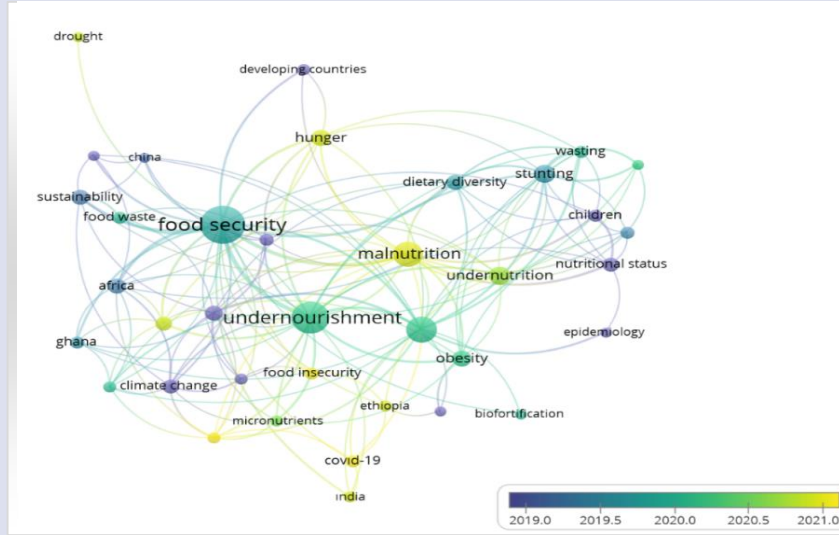 drought
developing countries
hunger
wasting
china
stunting
dietary diversity
sustainability
children
food waste
food security
malnutrition
nutritional status
undernutrition
africa
undernourishment
epidemiology
ghana
obesity
food insecurity
climate change
ethiopia
biofortification
micronutrients
covid-19
india
2019.0 2019.5 2020.0 2020.5 2021.0